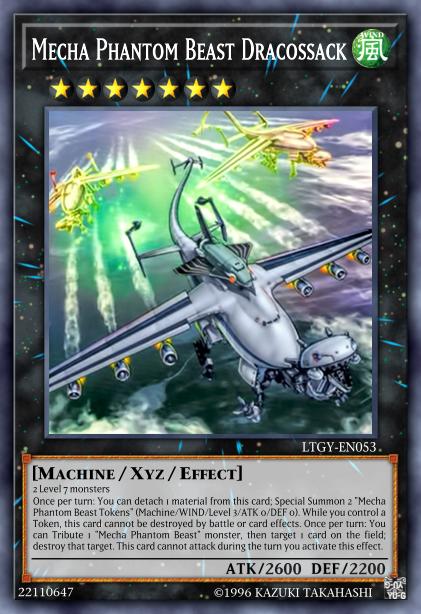 Mecha Phantom Beast Dracossack
WIND
風
LTGY-EN053
[Machine / Xyz / Effect]
2 Level 7 monsters
Once per turn: You can detach 1 material from this card; Special Summon 2 "Mecha
Phantom Beast Tokens" (Machine/WIND/Level 3/ATK 0/DEF 0). While you control a
Token, this card cannot be destroyed by battle or card effects. Once per turn: You
can Tribute 1 "Mecha Phantom Beast" monster, then target 1 card on the field;
destroy that target. This card cannot attack during the turn you activate this effect.
ATK/2600 DEF/2200
22110647
©1996 KAZUKI TAKAHASHI